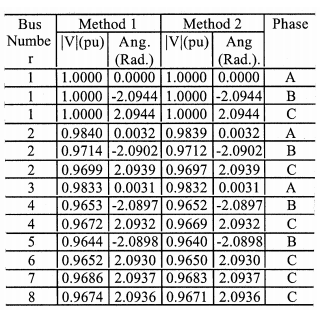 Bus Method 1 Method 2 Phase
Numbe |V|(pu) Ang. |V|(pu) Ang
r (Rad.) (Rad.).
1 1.0000 0.0000 1.0000 0.0000 A
1 1.0000 -2.0944 1.0000 -2.0944 B
1 1.0000 2.0944 1.0000 2.0944 C
2 0.9840 0.0032 0.9839 0.0032 A
2 0.9714 -2.0902 0.9712 -2.0902 B
2 0.9699 2.0939 0.9697 2.0939 C
3 0.9833 0.0031 0.9832 0.0031 A
4 0.9653 -2.0897 0.9652 -2.0897 B
4 0.9672 2.0932 0.9669 2.0932 C
5 0.9644 -2.0898 0.9640 -2.0898 B
6 0.9652 2.0930 0.9650 2.0930 C
7 0.9686 2.0937 0.9683 2.0937 C
8 0.9674 2.0936 0.9671 2.0936 C